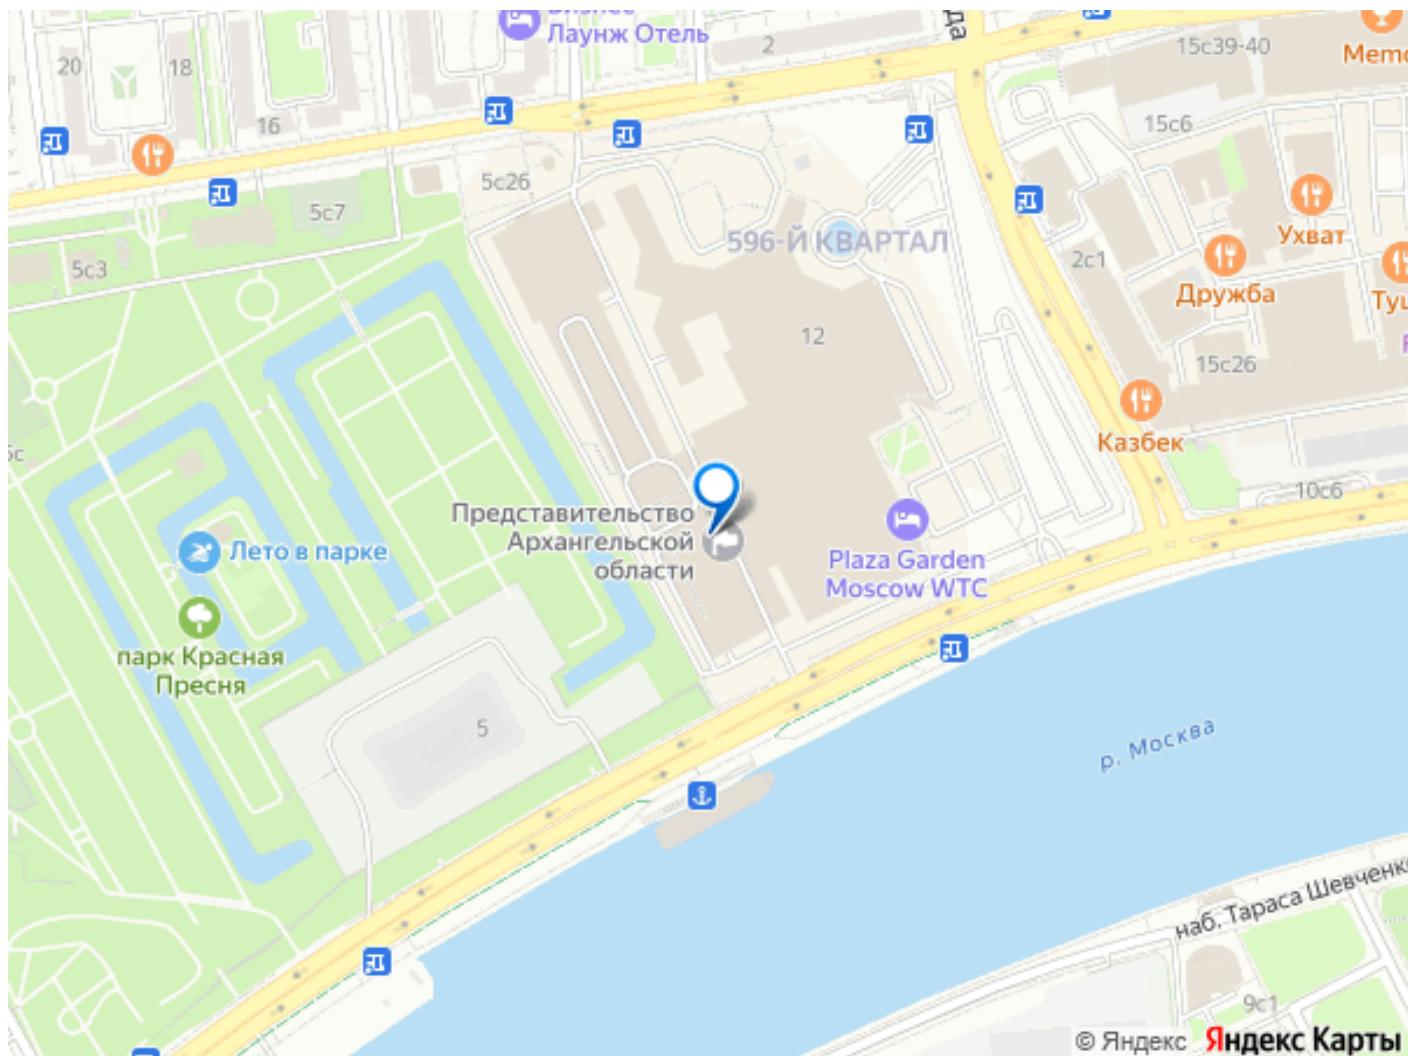 Лаунж Отель
да
2
15с39-40
20
18
16
15с6
5с26
5с7
5с3
596-Й КВАРТАЛ
Ухват
2с1
Дружба
12
15с26
Казбек
10с6
Представительство
Архангельской
области
Лето в парке
Plaza Garden
Moscow WTC
парк Красная
Пресня
5
р. Москва
наб. Тараса Шевченко
9с1
© Яндекс Яндекс Карты